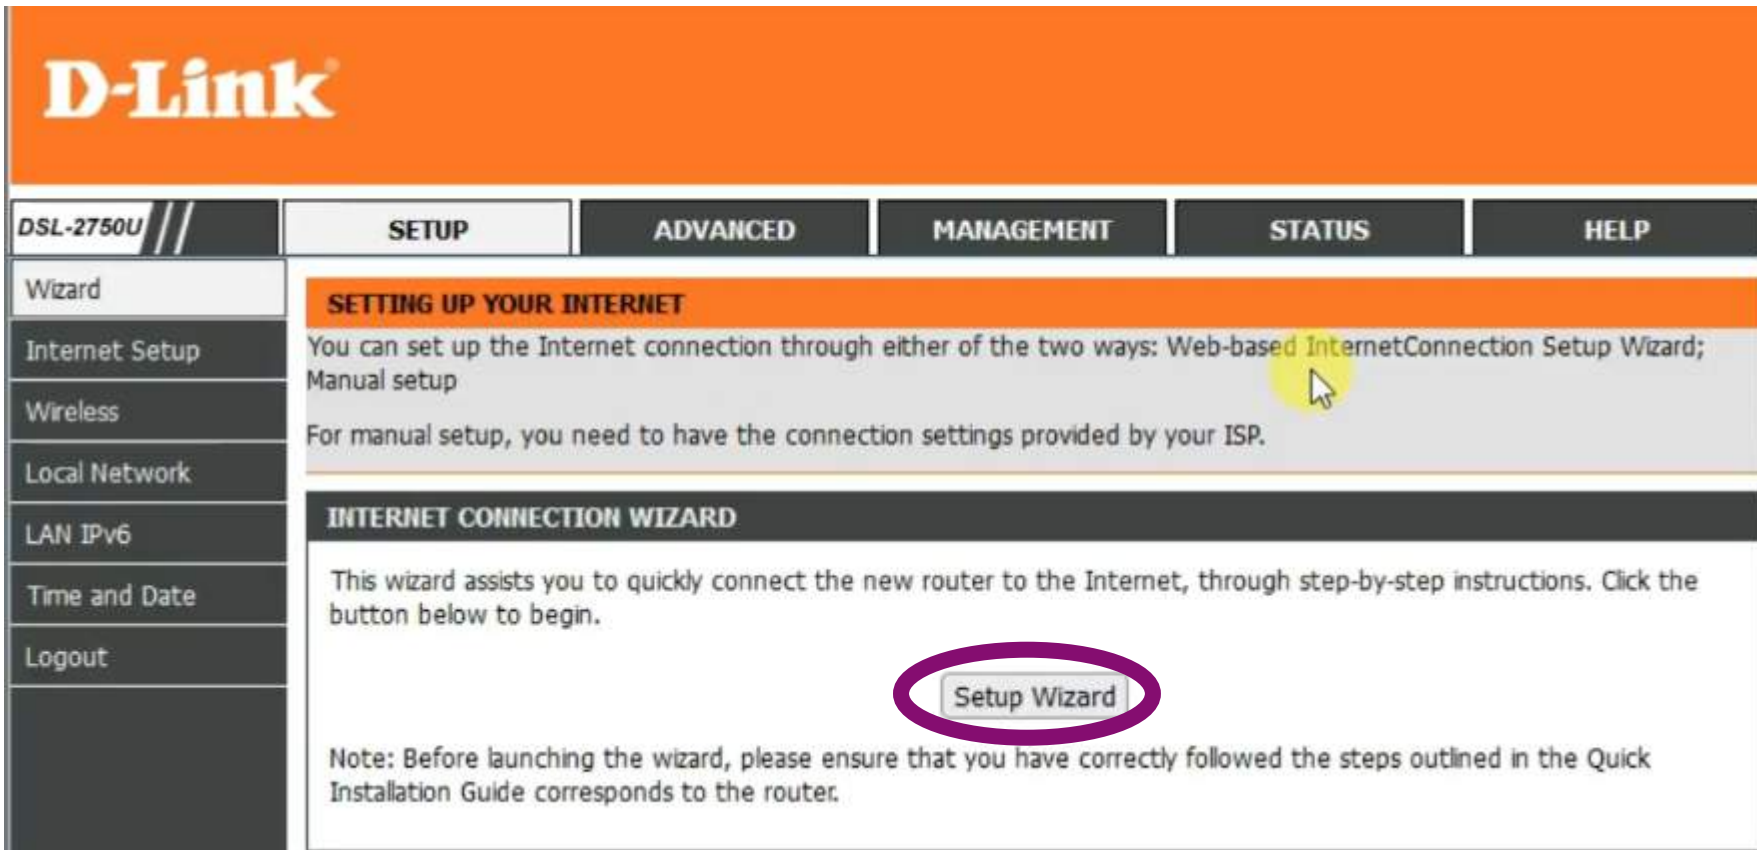 D-Link
DSL-2750U
SETUP
ADVANCED
MANAGEMENT
STATUS
HELP
Wizard
Internet Setup
Wireless
Local Network
LAN IPv6
Time and Date
Logout
SETTING UP YOUR INTERNET
You can set up the Internet connection through either of the two ways: Web-based InternetConnection Setup Wizard;
Manual setup
For manual setup, you need to have the connection settings provided by your ISP.
INTERNET CONNECTION WIZARD
This wizard assists you to quickly connect the new router to the Internet, through step-by-step instructions. Click the
button below to begin.
Setup Wizard
Note: Before launching the wizard, please ensure that you have correctly followed the steps outlined in the Quick
Installation Guide corresponds to the router.